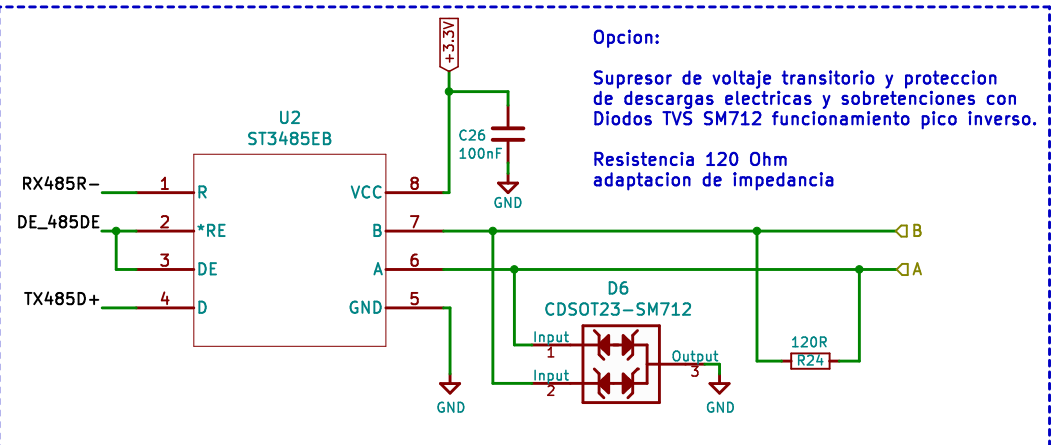 Opcion:
+3.3V
Supresor de voltaje transitorio y proteccion
de descargas electricas y sobretenciones con
Diodos TVS SM712 funcionamiento pico inverso.
U2
ST3485EB
C26
100nF
Resistencia 120 Ohm
adaptacion de impedancia
GND
RX485R-
1
R
VCC
8
DE_485DE
2
*RE
B
7
B
3
DE
A
6
A
TX485D+
4
D
GND
5
GND
D6
CDSOT23-SM712
Input
1
Input
2
Output
3
GND
120R
R24